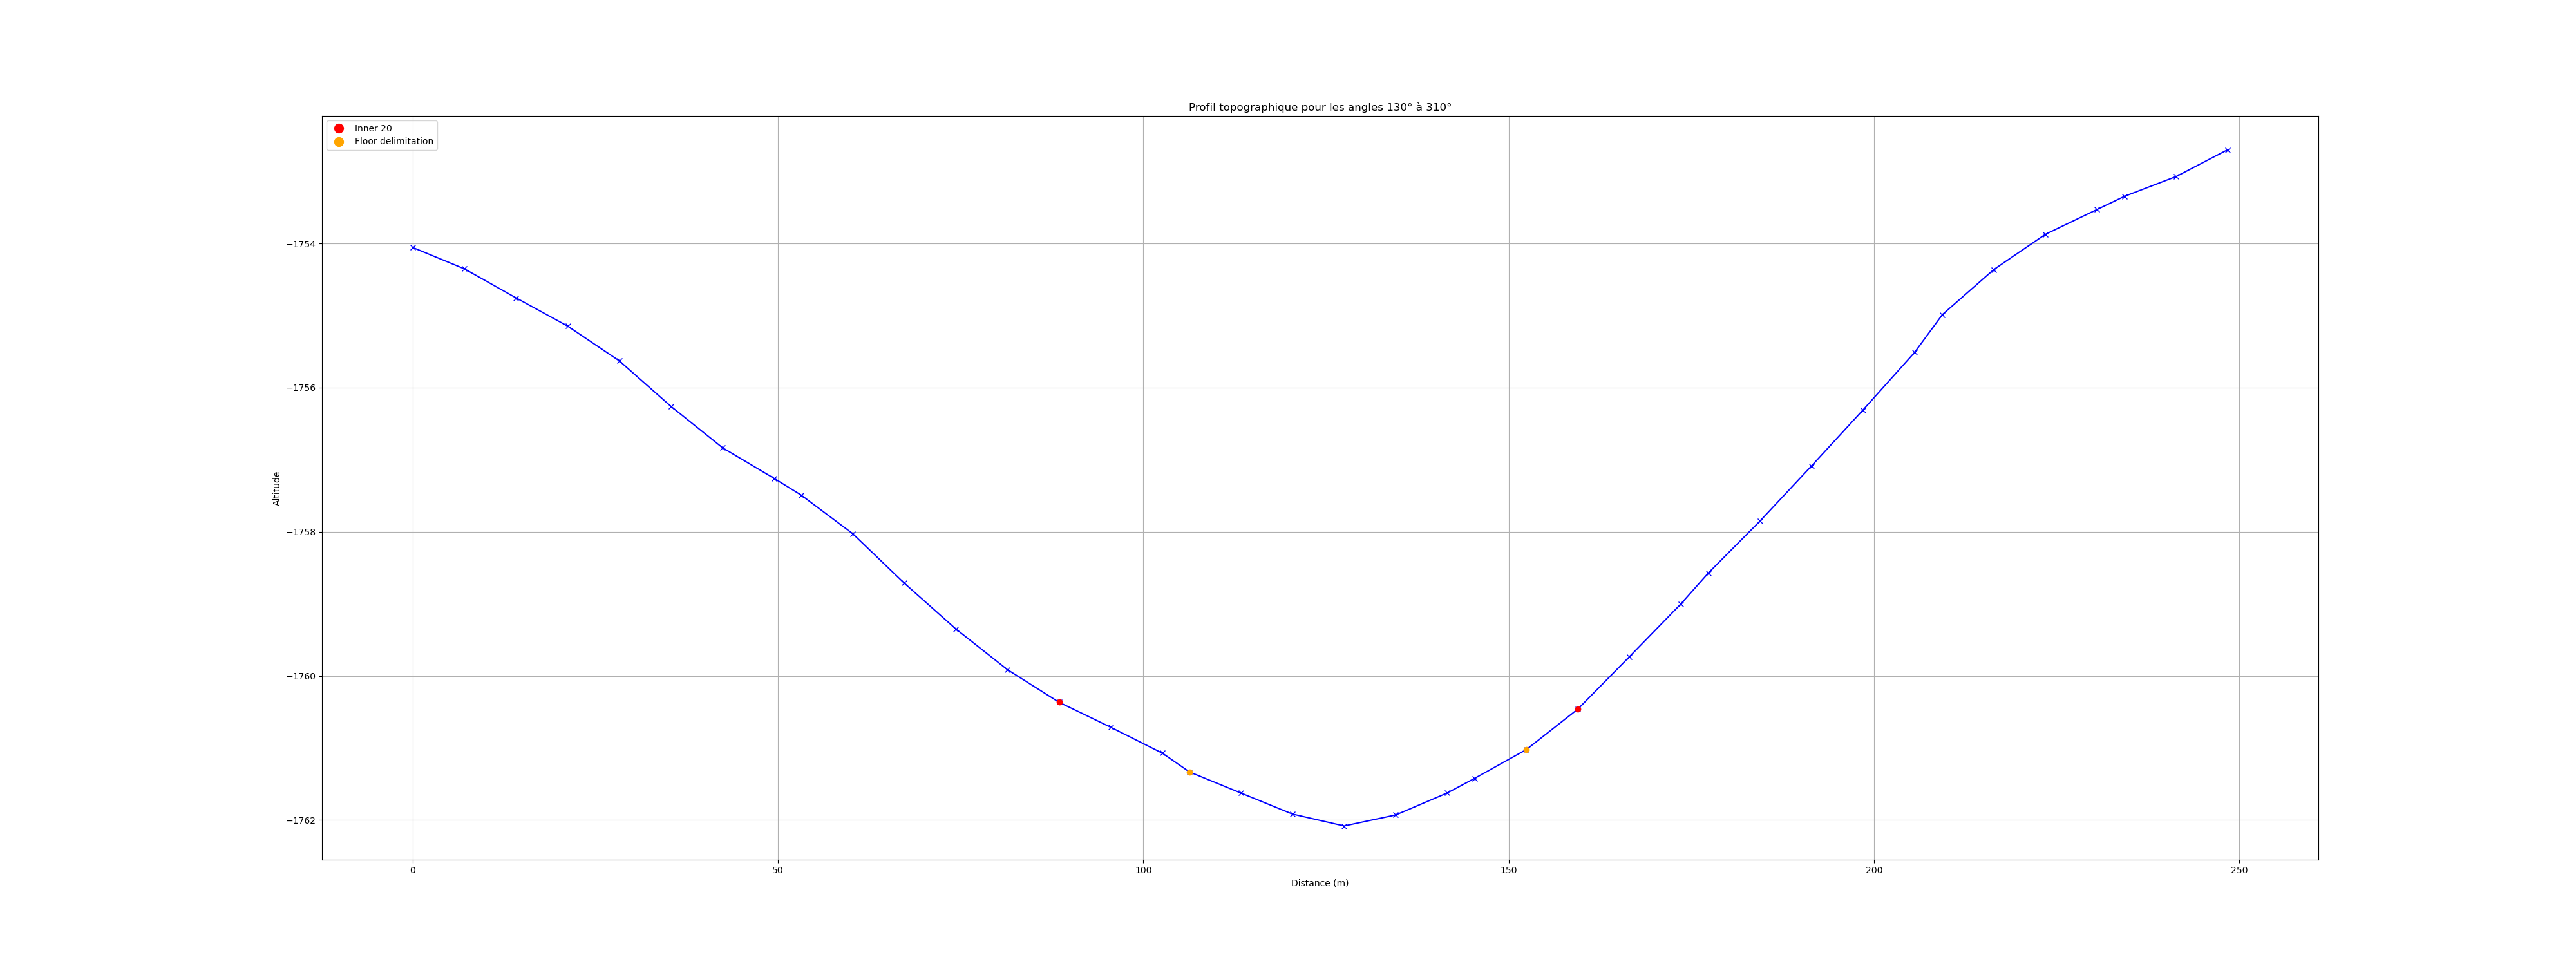 Profil topographique pour les angles 130° à 310°
Inner 20
Floor delimitation
Altitude
−1754
−1756
−1758
−1760
−1762
0 50 100 150 200 250
Distance (m)